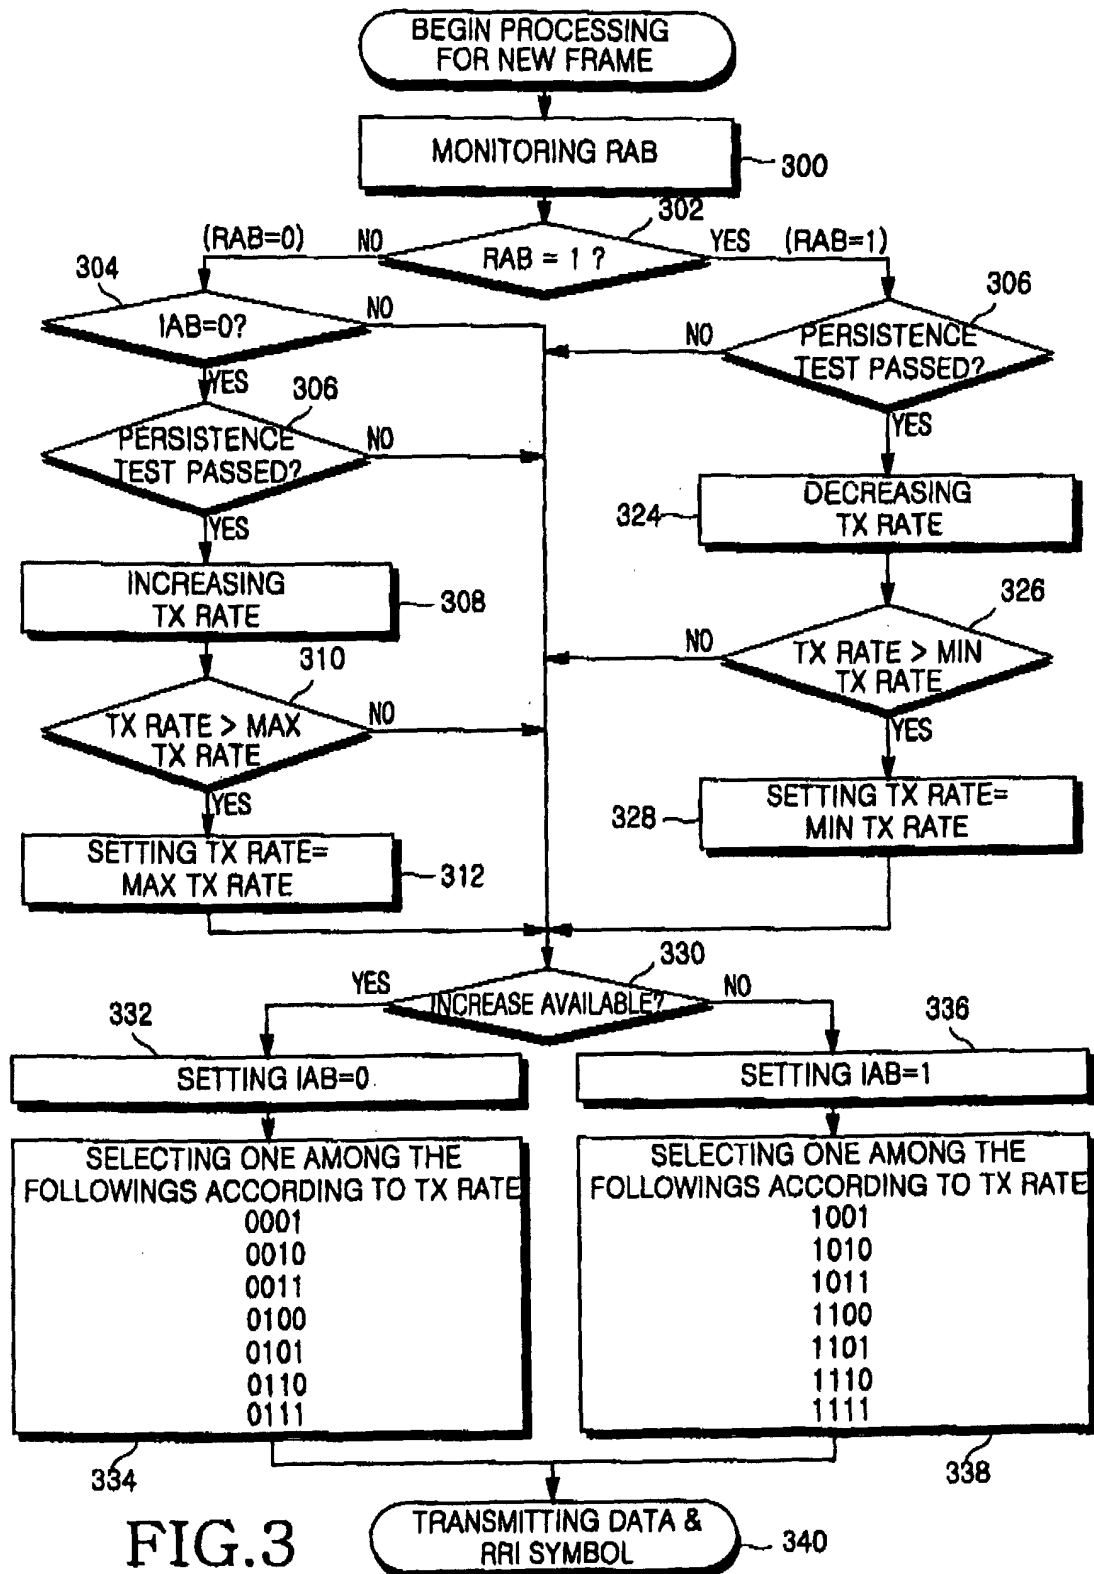 BEGIN PROCESSING
FOR NEW FRAME
MONITORING RAB
300
302
(RAB=0)
NO
RAB = 1 ?
YES
(RAB=1)
304
IAB=0?
NO
YES
306
PERSISTENCE
TEST PASSED?
NO
YES
306
PERSISTENCE
TEST PASSED?
NO
YES
INCREASING
TX RATE
308
DECREASING
TX RATE
324
310
TX RATE > MAX
TX RATE
NO
YES
326
TX RATE > MIN
TX RATE
NO
YES
SETTING TX RATE=
MAX TX RATE
312
SETTING TX RATE=
MIN TX RATE
328
330
YES
INCREASE AVAILABLE?
NO
332
SETTING IAB=0
336
SETTING IAB=1
SELECTING ONE AMONG THE
FOLLOWINGS ACCORDING TO TX RATE
0001
0010
0011
0100
0101
0110
0111
334
SELECTING ONE AMONG THE
FOLLOWINGS ACCORDING TO TX RATE
1001
1010
1011
1100
1101
1110
1111
338
TRANSMITTING DATA &
RRI SYMBOL
340
FIG.3